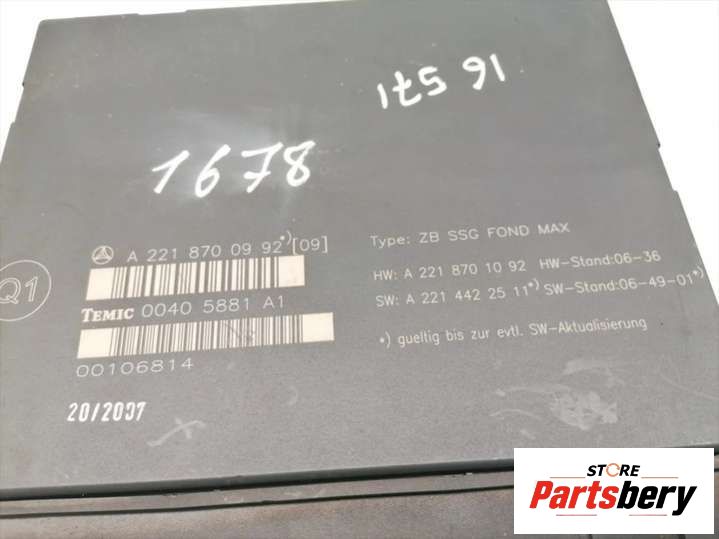 16 571
1678
A 221 870 09 92*)[09]
TEMIC 0040 5881 A1
00106814
20/2007
Q1
Type: ZB SSG FOND MAX
HW: A 221 870 10 92 HW-Stand:06-36
SW: A 221 442 25 11*) SW-Stand:06-49-01*)
*) gueltig bis zur evtl. SW-Aktualisierung
STORE
Partsbery